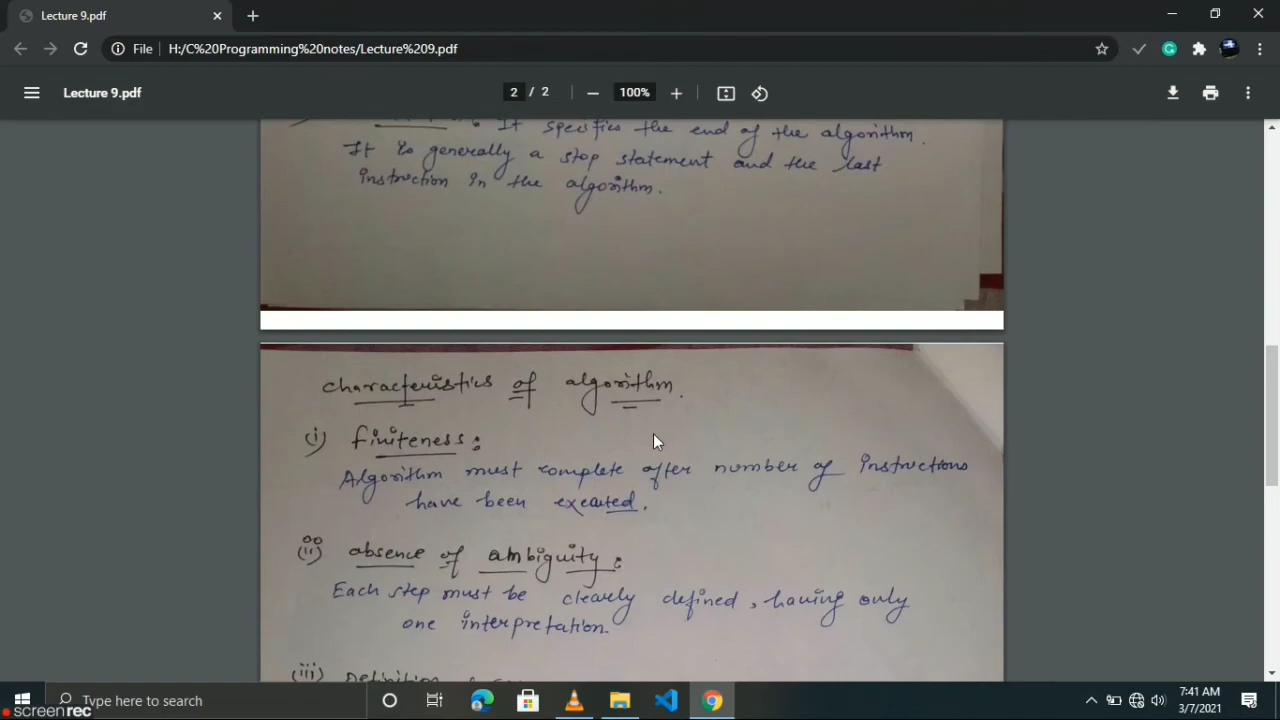 Lecture 9.pdf
File H:/C%20Programming%20notes/Lecture%209.pdf
Lecture 9.pdf
2 / 2
100%
It specifies the end of the algorithm.
It is generally a stop statement and the last
instruction in the algorithm.
characteristics of algorithm.
(i) finiteness:
Algorithm must complete after number of instructions
have been executed.
(ii) absence of ambiguity:
Each step must be clearly defined, having only
one interpretation.
(iii) Definition
Type here to search
7:41 AM
3/7/2021
screenrec